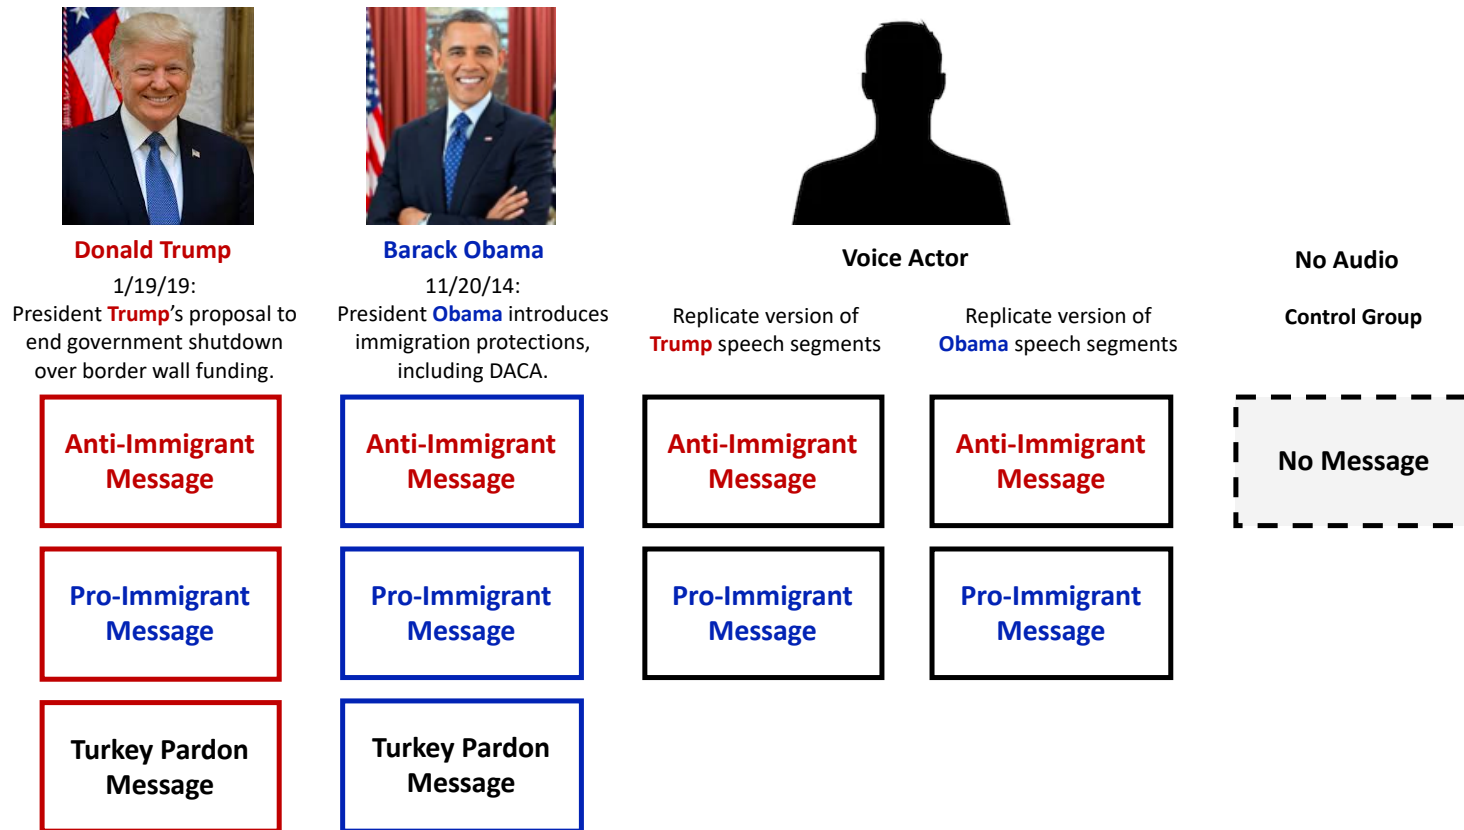 Donald Trump
1/19/19:
President Trump's proposal to
end government shutdown
over border wall funding.
Anti-Immigrant
Message
Pro-Immigrant
Message
Turkey Pardon
Message
Barack Obama
11/20/14:
President Obama introduces
immigration protections,
including DACA.
Anti-Immigrant
Message
Pro-Immigrant
Message
Turkey Pardon
Message
Voice Actor
Replicate version of
Trump speech segments
Anti-Immigrant
Message
Pro-Immigrant
Message
Replicate version of
Obama speech segments
Anti-Immigrant
Message
Pro-Immigrant
Message
No Audio
Control Group
No Message